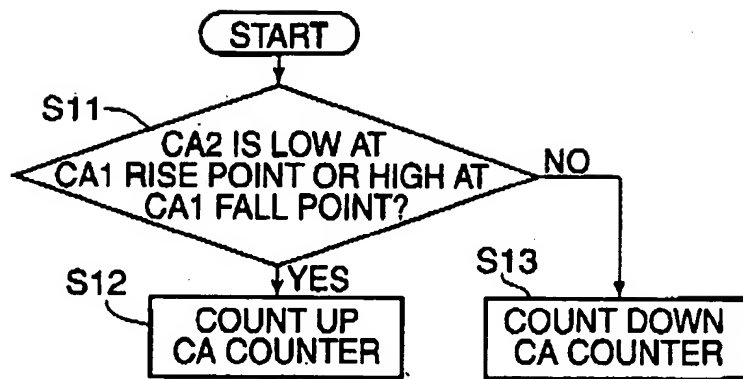 START
S11
CA2 IS LOW AT
CA1 RISE POINT OR HIGH AT
CA1 FALL POINT?
NO
YES
S12
COUNT UP
CA COUNTER
S13
COUNT DOWN
CA COUNTER